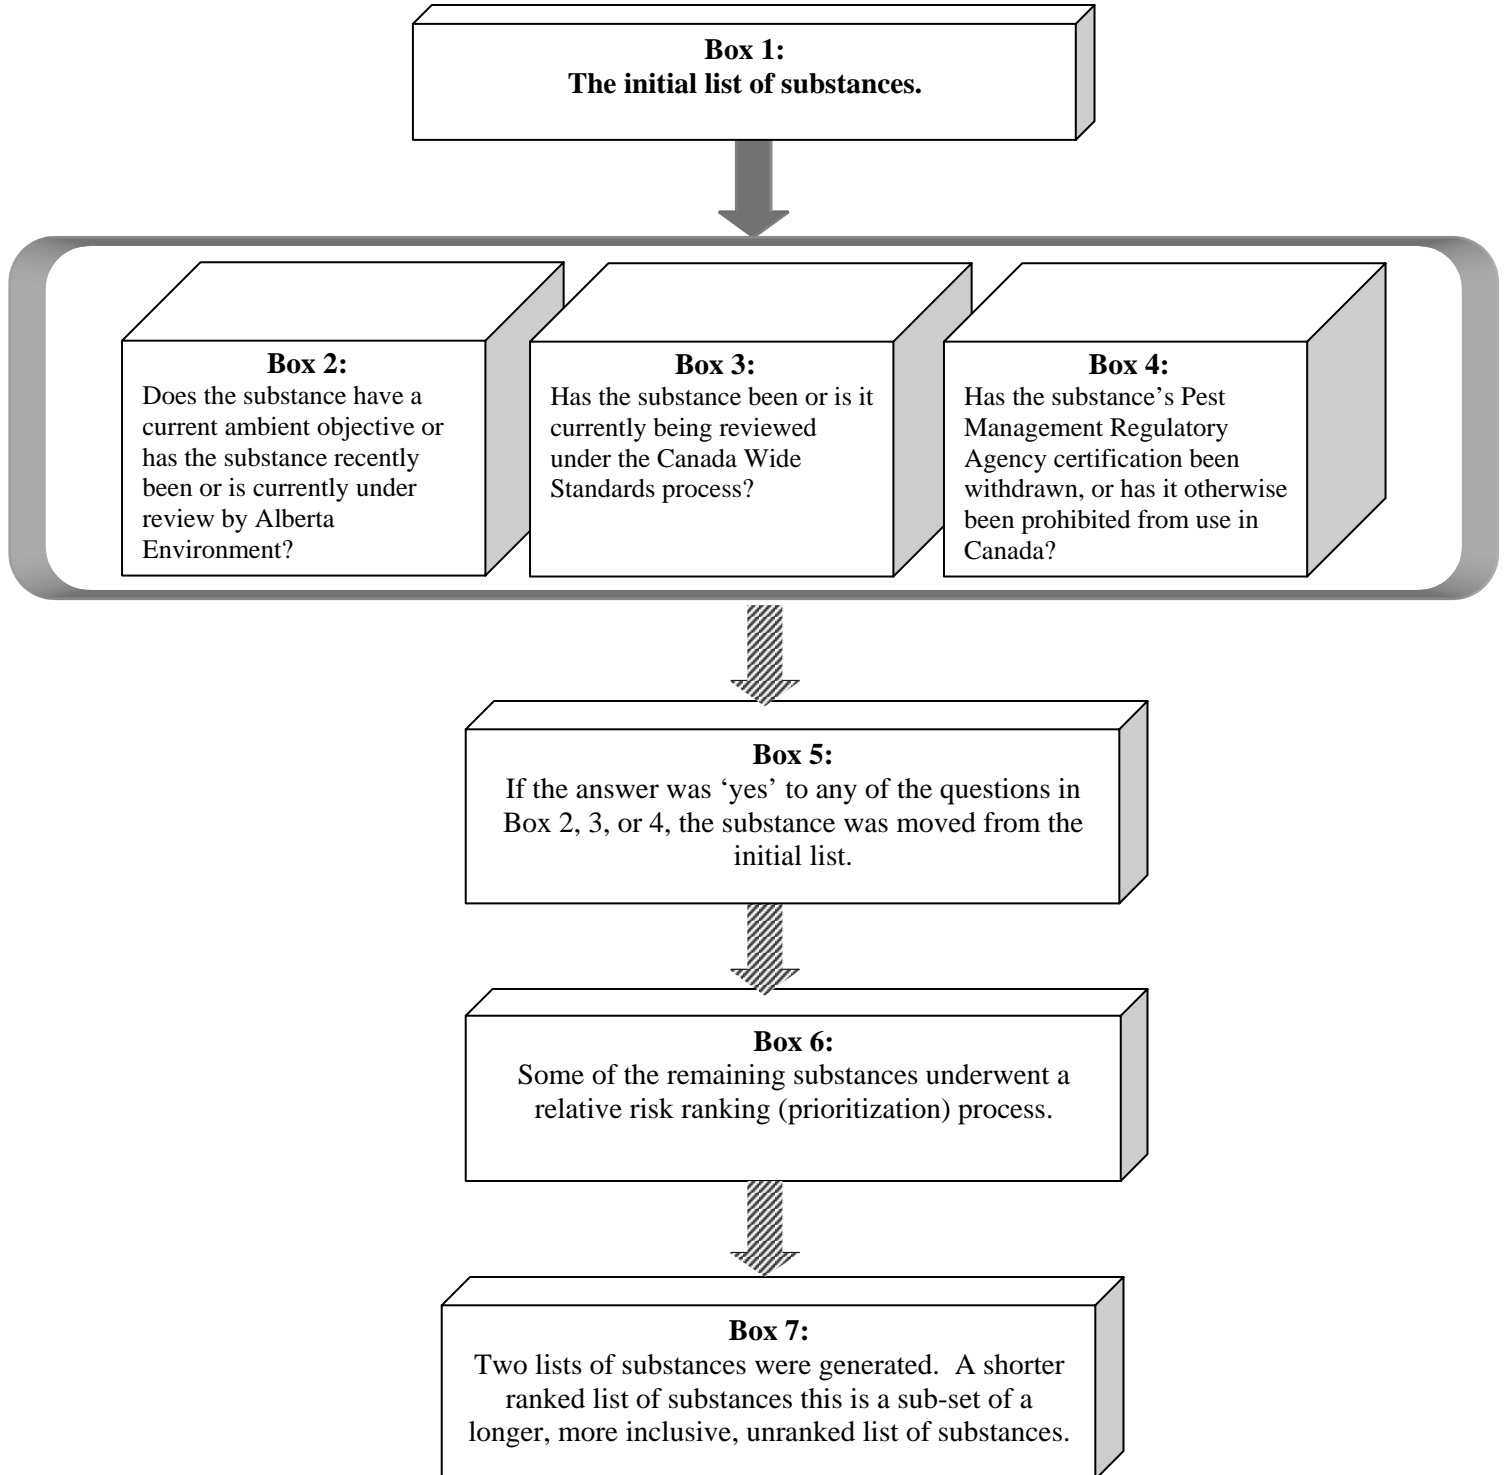 Box 1:
The initial list of substances.
Box 2:
Does the substance have a
current ambient objective or
has the substance recently
been or is currently under
review by Alberta
Environment?
Box 3:
Has the substance been or is it
currently being reviewed
under the Canada Wide
Standards process?
Box 4:
Has the substance’s Pest
Management Regulatory
Agency certification been
withdrawn, or has it otherwise
been prohibited from use in
Canada?
Box 5:
If the answer was ‘yes’ to any of the questions in
Box 2, 3, or 4, the substance was moved from the
initial list.
Box 6:
Some of the remaining substances underwent a
relative risk ranking (prioritization) process.
Box 7:
Two lists of substances were generated.  A shorter
ranked list of substances this is a sub-set of a
longer, more inclusive, unranked list of substances.